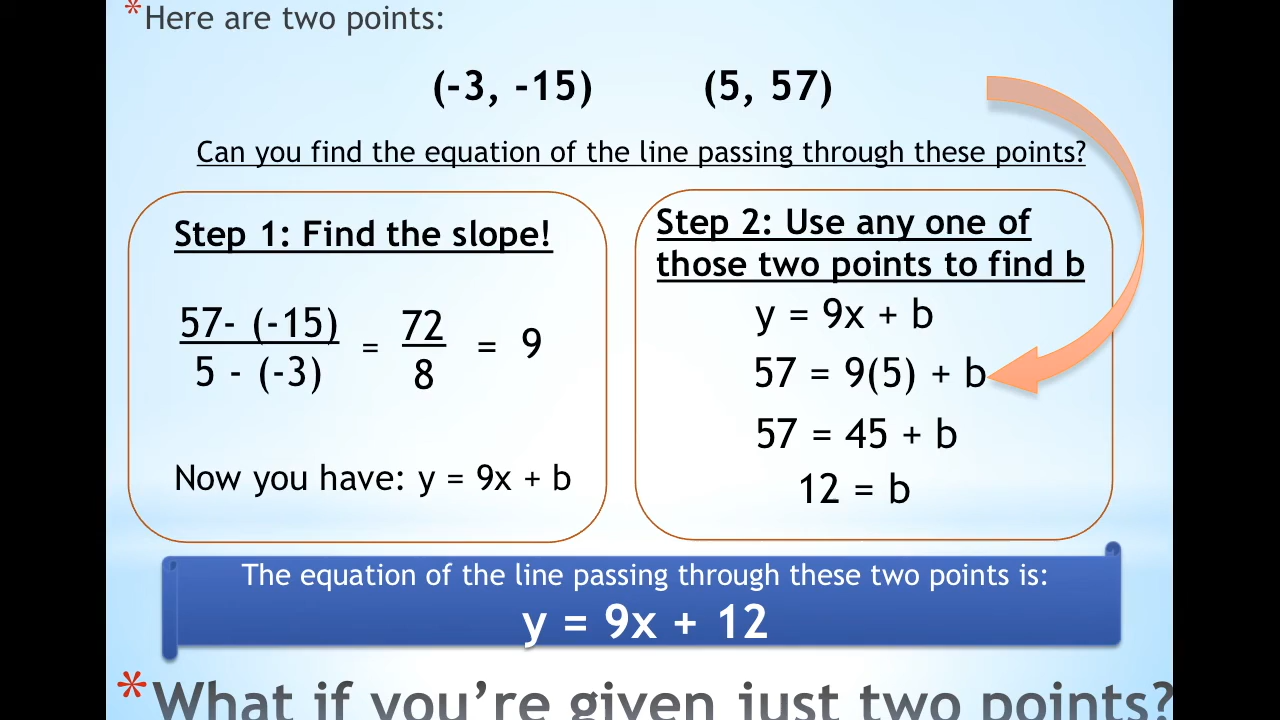 *Here are two points:
(-3, -15) (5, 57)
Can you find the equation of the line passing through these points?
Step 1: Find the slope!
57- (-15) = 72 = 9
5 - (-3) 8
Now you have: y = 9x + b
Step 2: Use any one of
those two points to find b
y = 9x + b
57 = 9(5) + b
57 = 45 + b
12 = b
The equation of the line passing through these two points is:
y = 9x + 12
*What if you’re given just two points?